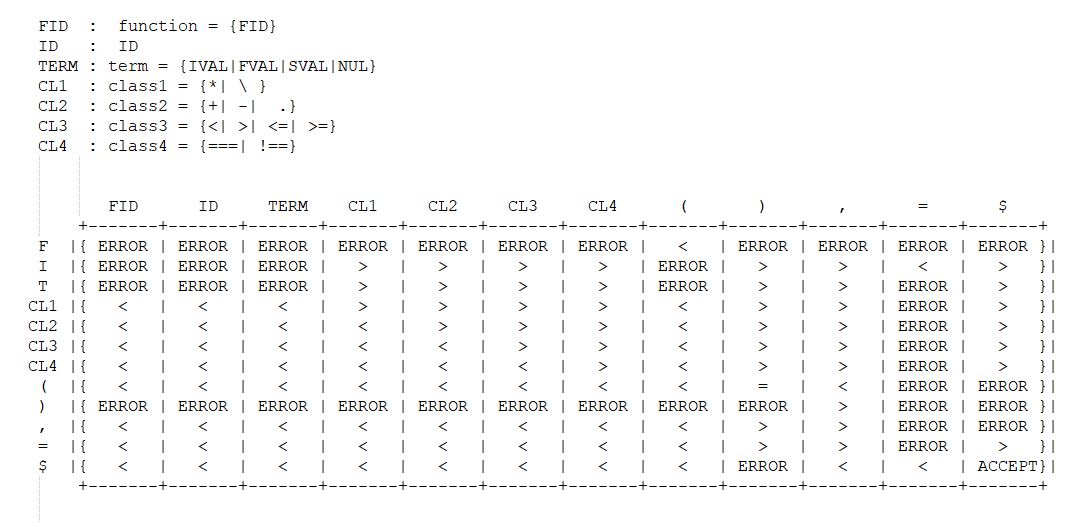 FID  :  function = {FID}
ID   :  ID
TERM : term = {IVAL|FVAL|SVAL|NUL}
CL1  : class1 = {*| \ }
CL2  : class2 = {+| -|  .}
CL3  : class3 = {<| >| <=| >=}
CL4  : class4 = {===| !==}
FID ID TERM CL1 CL2 CL3 CL4 ( ) , = $
+-------+-------+-------+-------+-------+-------+-------+-------+-------+-------+-------+-------+
F |{ ERROR | ERROR | ERROR | ERROR | ERROR | ERROR | ERROR | < | ERROR | ERROR | ERROR | ERROR }|
I |{ ERROR | ERROR | ERROR | > | > | > | > | ERROR | > | > | < | > }|
T |{ ERROR | ERROR | ERROR | > | > | > | > | ERROR | > | > | ERROR | > }|
CL1 |{ < | < | < | > | > | > | > | < | > | > | ERROR | > }|
CL2 |{ < | < | < | < | > | > | > | < | > | > | ERROR | > }|
CL3 |{ < | < | < | < | < | > | > | < | > | > | ERROR | > }|
CL4 |{ < | < | < | < | < | < | > | < | > | > | ERROR | > }|
( |{ < | < | < | < | < | < | < | < | = | < | ERROR | ERROR }|
) |{ ERROR | ERROR | ERROR | ERROR | ERROR | ERROR | ERROR | ERROR | ERROR | > | ERROR | ERROR }|
, |{ < | < | < | < | < | < | < | < | > | > | ERROR | ERROR }|
= |{ < | < | < | < | < | < | < | < | > | > | ERROR | > }|
$ |{ < | < | < | < | < | < | < | < | ERROR | < | < | ACCEPT}|
+-------+-------+-------+-------+-------+-------+-------+-------+-------+-------+-------+-------+